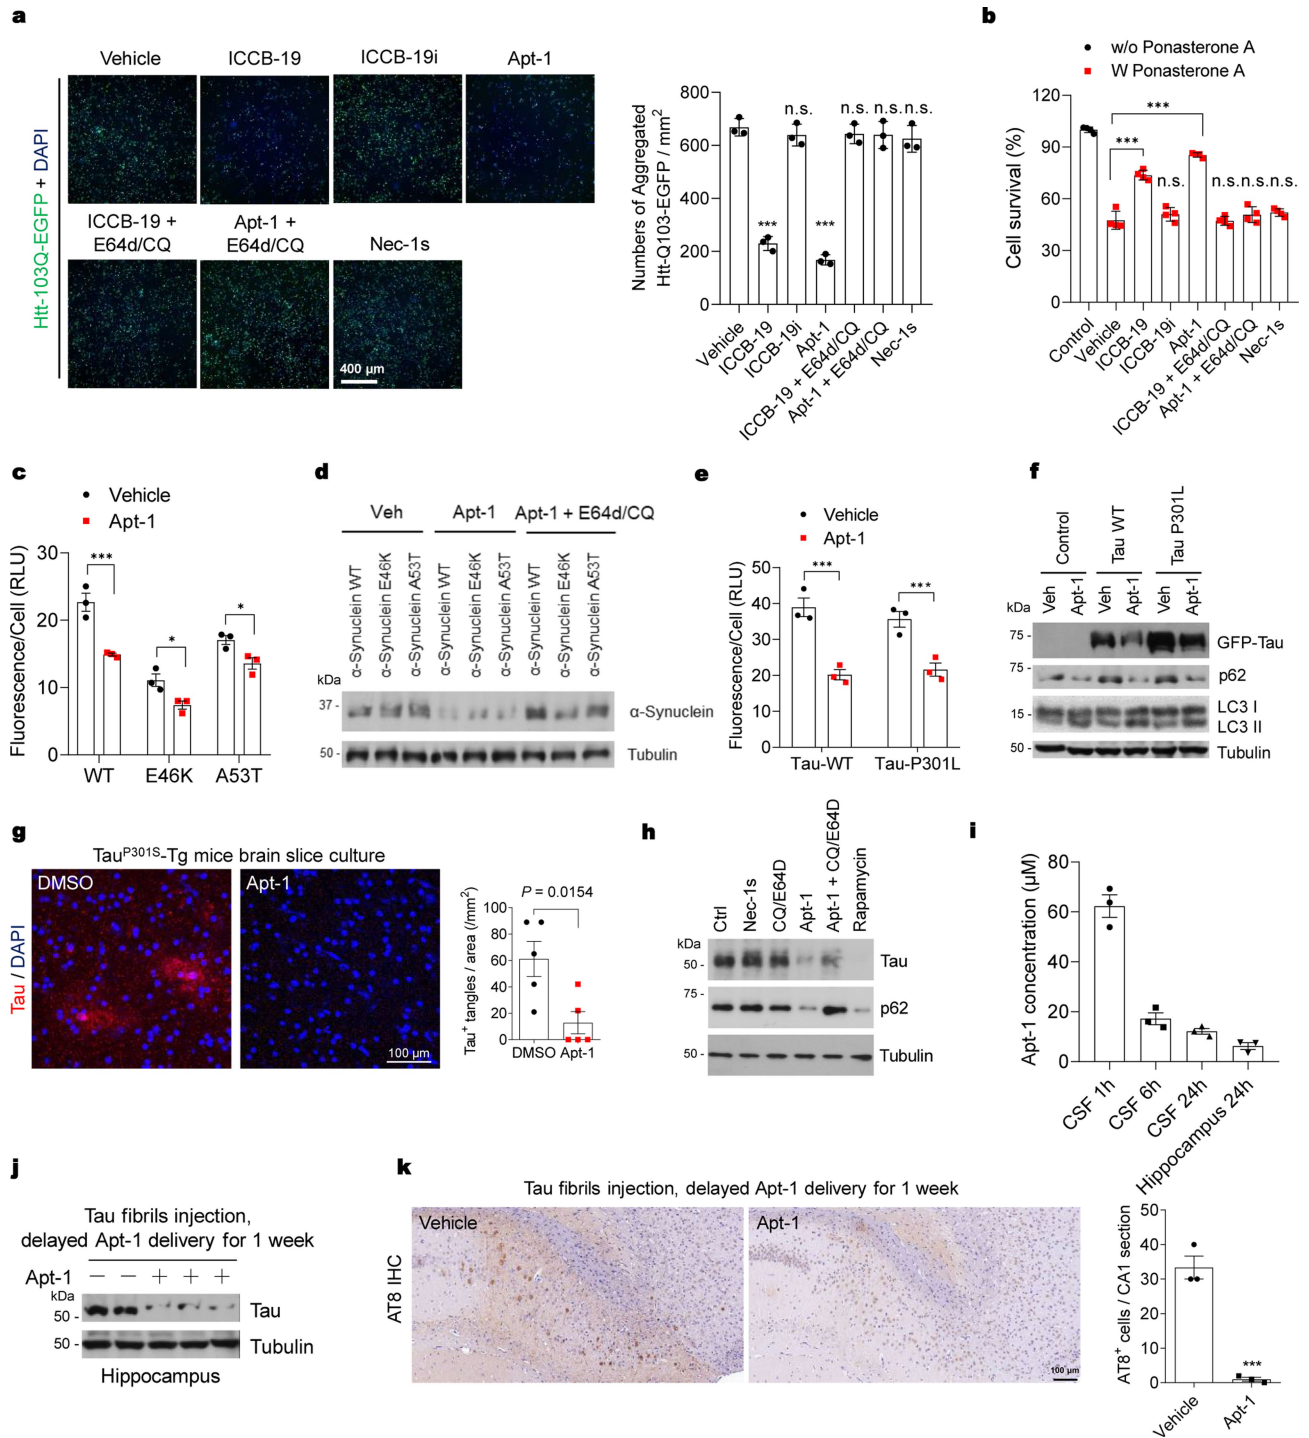 a
Vehicle
ICCB-19
ICCB-19i
Apt-1
Htt-103Q-EGFP + DAPI
ICCB-19 +
E64d/CQ
Apt-1 +
E64d/CQ
Nec-1s
400 µm
Numbers of Aggregated
Htt-Q103-EGFP / mm²
800
600
400
200
0
***
n.s.
***
n.s.
n.s.
n.s.
Vehicle
ICCB-19
ICCB-19i
Apt-1
ICCB-19 + E64d/CQ
Apt-1 + E64d/CQ
Nec-1s
b
w/o Ponasterone A
W Ponasterone A
Cell survival (%)
120
90
60
30
0
***
***
n.s.
n.s.
n.s.
n.s.
Control
Vehicle
ICCB-19
ICCB-19i
Apt-1
ICCB-19 + E64d/CQ
Apt-1 + E64d/CQ
Nec-1s
c
Vehicle
Apt-1
Fluorescence/Cell (RLU)
30
20
10
0
***
*
*
WT
E46K
A53T
d
Veh
Apt-1
Apt-1 + E64d/CQ
α-Synuclein WT
α-Synuclein E46K
α-Synuclein A53T
α-Synuclein WT
α-Synuclein E46K
α-Synuclein A53T
α-Synuclein WT
α-Synuclein E46K
α-Synuclein A53T
kDa
37 -
α-Synuclein
50 -
Tubulin
e
Vehicle
Apt-1
Fluorescence/Cell (RLU)
50
40
30
20
10
0
***
***
Tau-WT
Tau-P301L
f
Control
Tau WT
Tau P301L
Veh
Apt-1
Veh
Apt-1
Veh
Apt-1
kDa
75 -
GFP-Tau
75 -
p62
15 -
LC3 I
LC3 II
50 -
Tubulin
g
Tau^P301S-Tg mice brain slice culture
DMSO
Apt-1
Tau / DAPI
100 µm
P = 0.0154
Tau⁺ tangles / area (/mm²)
100
80
60
40
20
0
DMSO
Apt-1
h
Ctrl
Nec-1s
CQ/E64D
Apt-1
Apt-1 + CQ/E64D
Rapamycin
kDa
50 -
Tau
75 -
p62
50 -
Tubulin
i
Apt-1 concentration (µM)
80
60
40
20
0
CSF 1h
CSF 6h
CSF 24h
Hippocampus 24h
j
Tau fibrils injection,
delayed Apt-1 delivery for 1 week
Apt-1 — — + + +
kDa
50 -
Tau
50 -
Tubulin
Hippocampus
k
Tau fibrils injection, delayed Apt-1 delivery for 1 week
Vehicle
Apt-1
AT8 IHC
100 µm
AT8⁺ cells / CA1 section
50
40
30
20
10
0
***
Vehicle
Apt-1